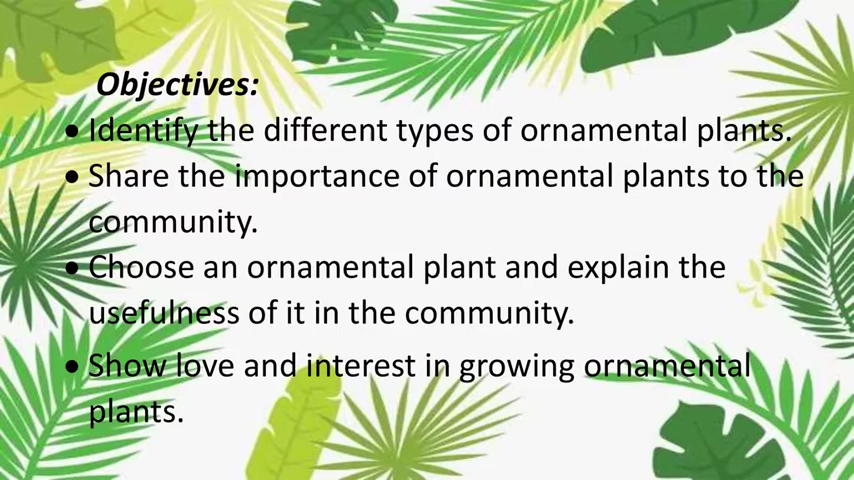 Objectives:
• Identify the different types of ornamental plants.
• Share the importance of ornamental plants to the
community.
• Choose an ornamental plant and explain the
usefulness of it in the community.
• Show love and interest in growing ornamental
plants.